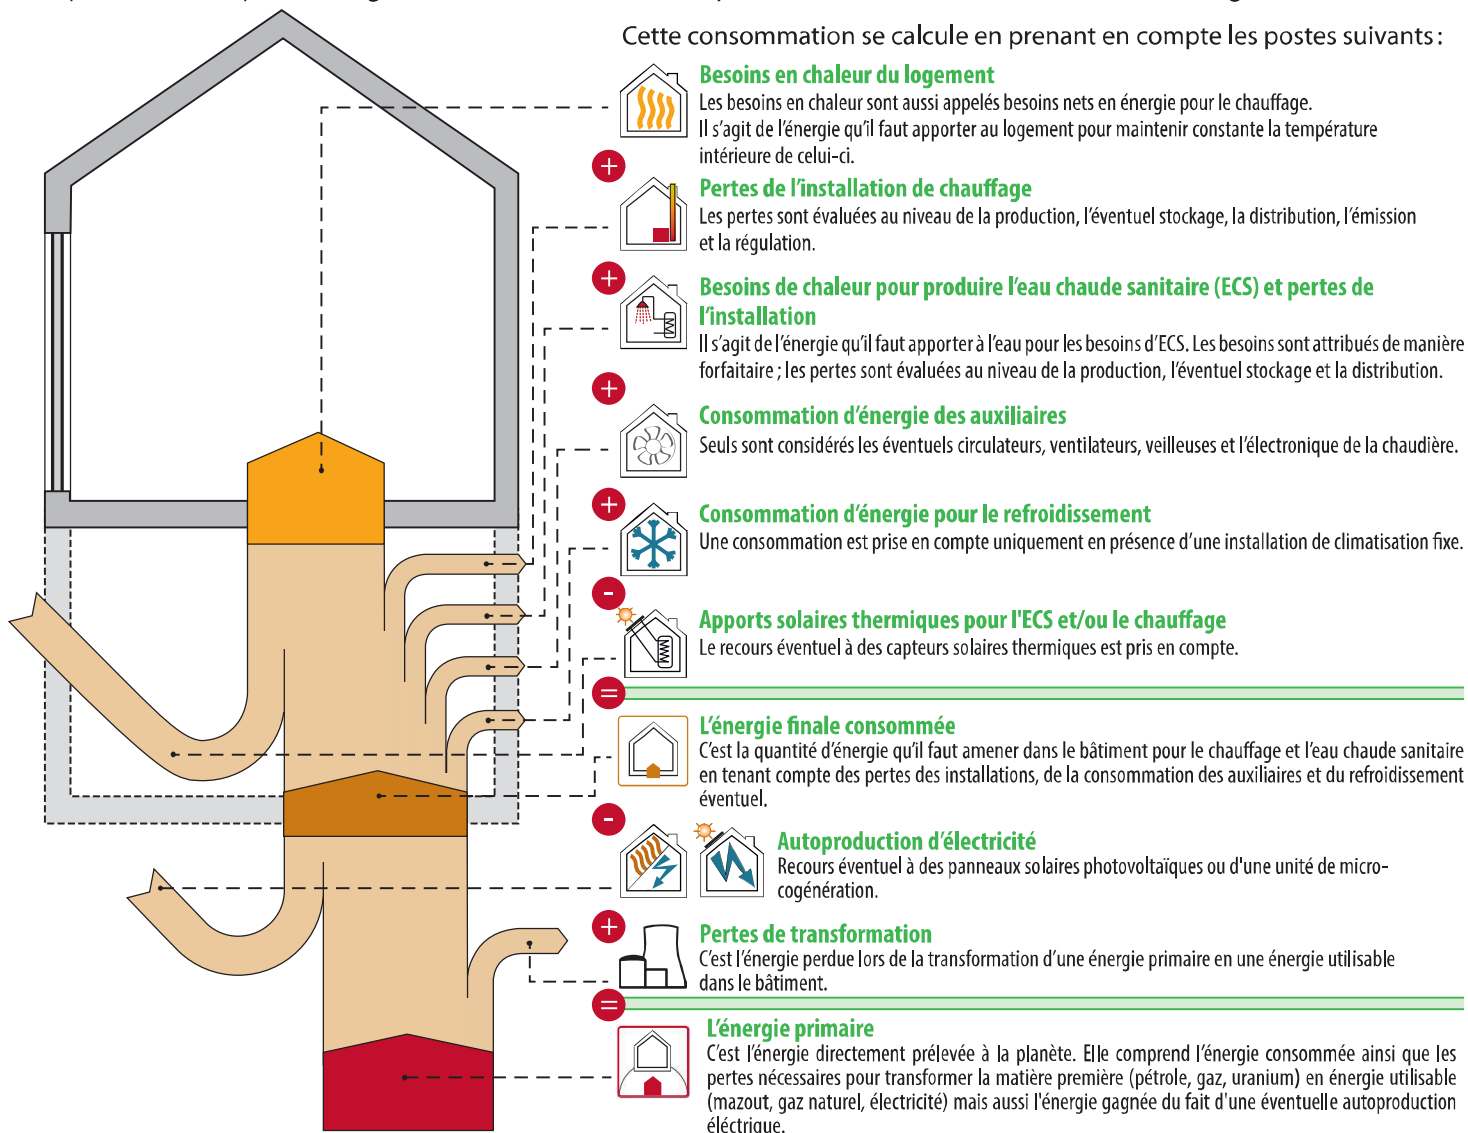 Cette consommation se calcule en prenant en compte les postes suivants :
Besoins en chaleur du logement
Les besoins en chaleur sont aussi appelés besoins nets en énergie pour le chauffage.
Il s'agit de l'énergie qu'il faut apporter au logement pour maintenir constante la température
intérieure de celui-ci.
+
Pertes de l'installation de chauffage
Les pertes sont évaluées au niveau de la production, l'éventuel stockage, la distribution, l'émission
et la régulation.
+
Besoins de chaleur pour produire l'eau chaude sanitaire (ECS) et pertes de
l'installation
Il s'agit de l'énergie qu'il faut apporter à l'eau pour les besoins d'ECS. Les besoins sont attribués de manière
forfaitaire ; les pertes sont évaluées au niveau de la production, l'éventuel stockage et la distribution.
+
Consommation d'énergie des auxiliaires
Seuls sont considérés les éventuels circulateurs, ventilateurs, veilleuses et l'électronique de la chaudière.
+
Consommation d'énergie pour le refroidissement
Une consommation est prise en compte uniquement en présence d'une installation de climatisation fixe.
-
Apports solaires thermiques pour l'ECS et/ou le chauffage
Le recours éventuel à des capteurs solaires thermiques est pris en compte.
=
L'énergie finale consommée
C'est la quantité d'énergie qu'il faut amener dans le bâtiment pour le chauffage et l'eau chaude sanitaire
en tenant compte des pertes des installations, de la consommation des auxiliaires et du refroidissement
éventuel.
-
Autoproduction d'électricité
Recours éventuel à des panneaux solaires photovoltaïques ou d'une unité de micro-
cogénération.
+
Pertes de transformation
C'est l'énergie perdue lors de la transformation d'une énergie primaire en une énergie utilisable
dans le bâtiment.
=
L'énergie primaire
C'est l'énergie directement prélevée à la planète. Elle comprend l'énergie consommée ainsi que les
pertes nécessaires pour transformer la matière première (pétrole, gaz, uranium) en énergie utilisable
(mazout, gaz naturel, électricité) mais aussi l'énergie gagnée du fait d'une éventuelle autoproduction
éléctrique.